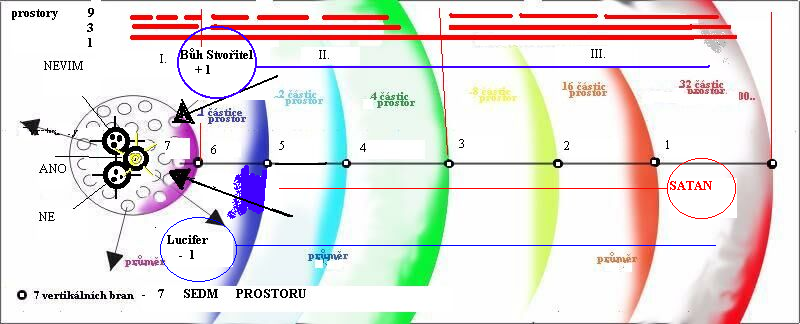 prostory 9
3
1
I.
II.
III.
Bůh Stvořitel
+ 1
NEVIM
1 částice
prostor
..2 částic
prostor
4 částic
prostor
-8 částic
prostor
16 částic
prostor
.32 částic
prostor
00..
A
7
6
5
4
3
2
1
ANO
NE
SATAN
Lucifer
- 1
průměr
průměr
průměr
7 vertikálních bran - 7 SEDM PROSTORU